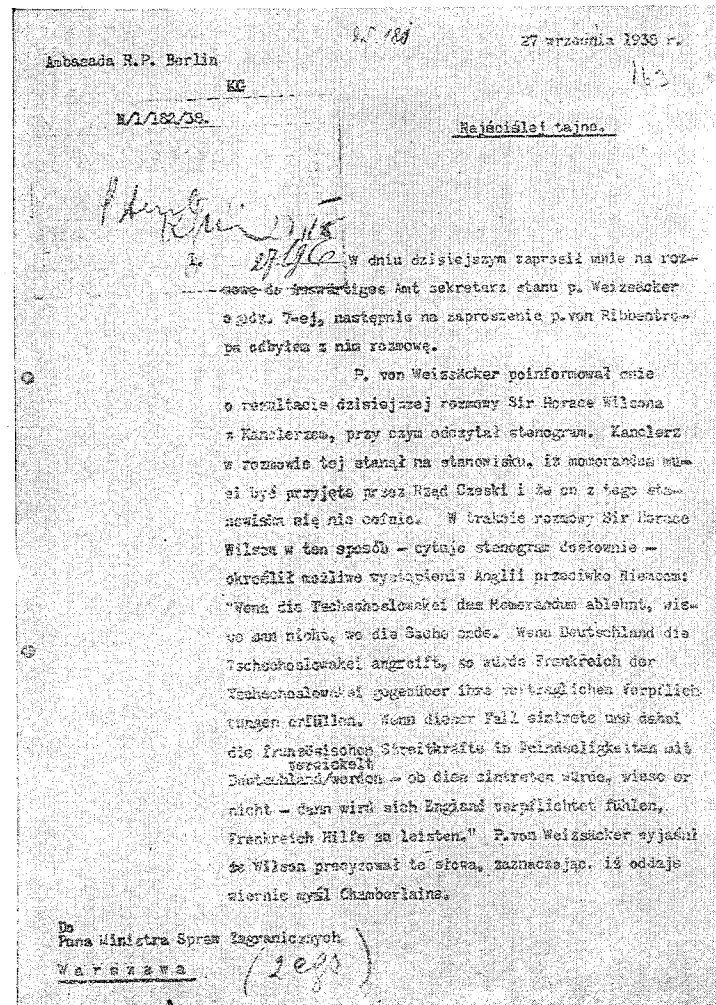 27 września 1938 r.
Ambasada R.P. Berlin
163
KG
N/1/182/38.
Najściślej tajne.
W dniu dzisiejszym zaprosił mnie na roz-
mowę do Auswärtiges Amt sekretarz stanu p. Weizsäcker
o godz. 7-ej, następnie na zaproszenie p.von Ribbentro-
pa odbyłem z nim rozmowę.
P. von Weizsäcker poinformował mnie
o rezultacie dzisiejszej rozmowy Sir Horace Wilsona
z Kanclerzem, przy czym odczytał stenogram. Kanclerz
w rozmowie tej stanął na stanowisku, iż memorandum mu-
si być przyjęte przez Rząd Czeski i że on z tego sta-
nowiska się nie cofnie. W trakcie rozmowy Sir Horace
Wilson w ten sposób – cytuję stenogram dosłownie –
określił możliwe wystąpienie Anglii przeciwko Niemcom:
"Wenn die Tschechoslowakei das Memorandum ablehnt, wis-
se man nicht, wo die Sache ende. Wenn Deutschland die
Tschechoslowakei angreift, so würde Frankreich der
Tschechoslowakei gegenüber ihre vertraglichen Verpflich
tungen erfüllen. Wenn dieser Fall eintrete und dabei
die französischen Streitkräfte in Feindseligkeiten mit
verwickelt
Deutschland/werden – ob dies eintreten würde, wisse er
nicht – dann wird sich England verpflichtet fühlen,
Frankreich Hilfe zu leisten." P.von Weizsäcker wyjaśnił
że Wilson precyzował te słowa, zaznaczając, iż oddaje
wiernie myśl Chamberlaina.
Do
Pana Ministra Spraw Zagranicznych
Warszawa
(2 egz)